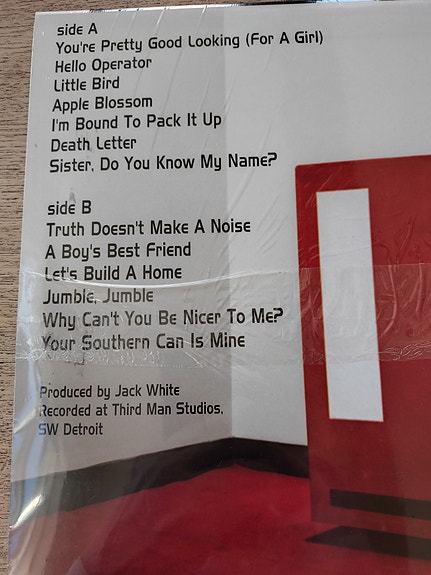 side A
You're Pretty Good Looking (For A Girl)
Hello Operator
Little Bird
Apple Blossom
I'm Bound To Pack It Up
Death Letter
Sister, Do You Know My Name?
side B
Truth Doesn't Make A Noise
A Boy's Best Friend
Let's Build A Home
Jumble, Jumble
Why Can't You Be Nicer To Me?
Your Southern Can Is Mine
Produced by Jack White
Recorded at Third Man Studios,
SW Detroit